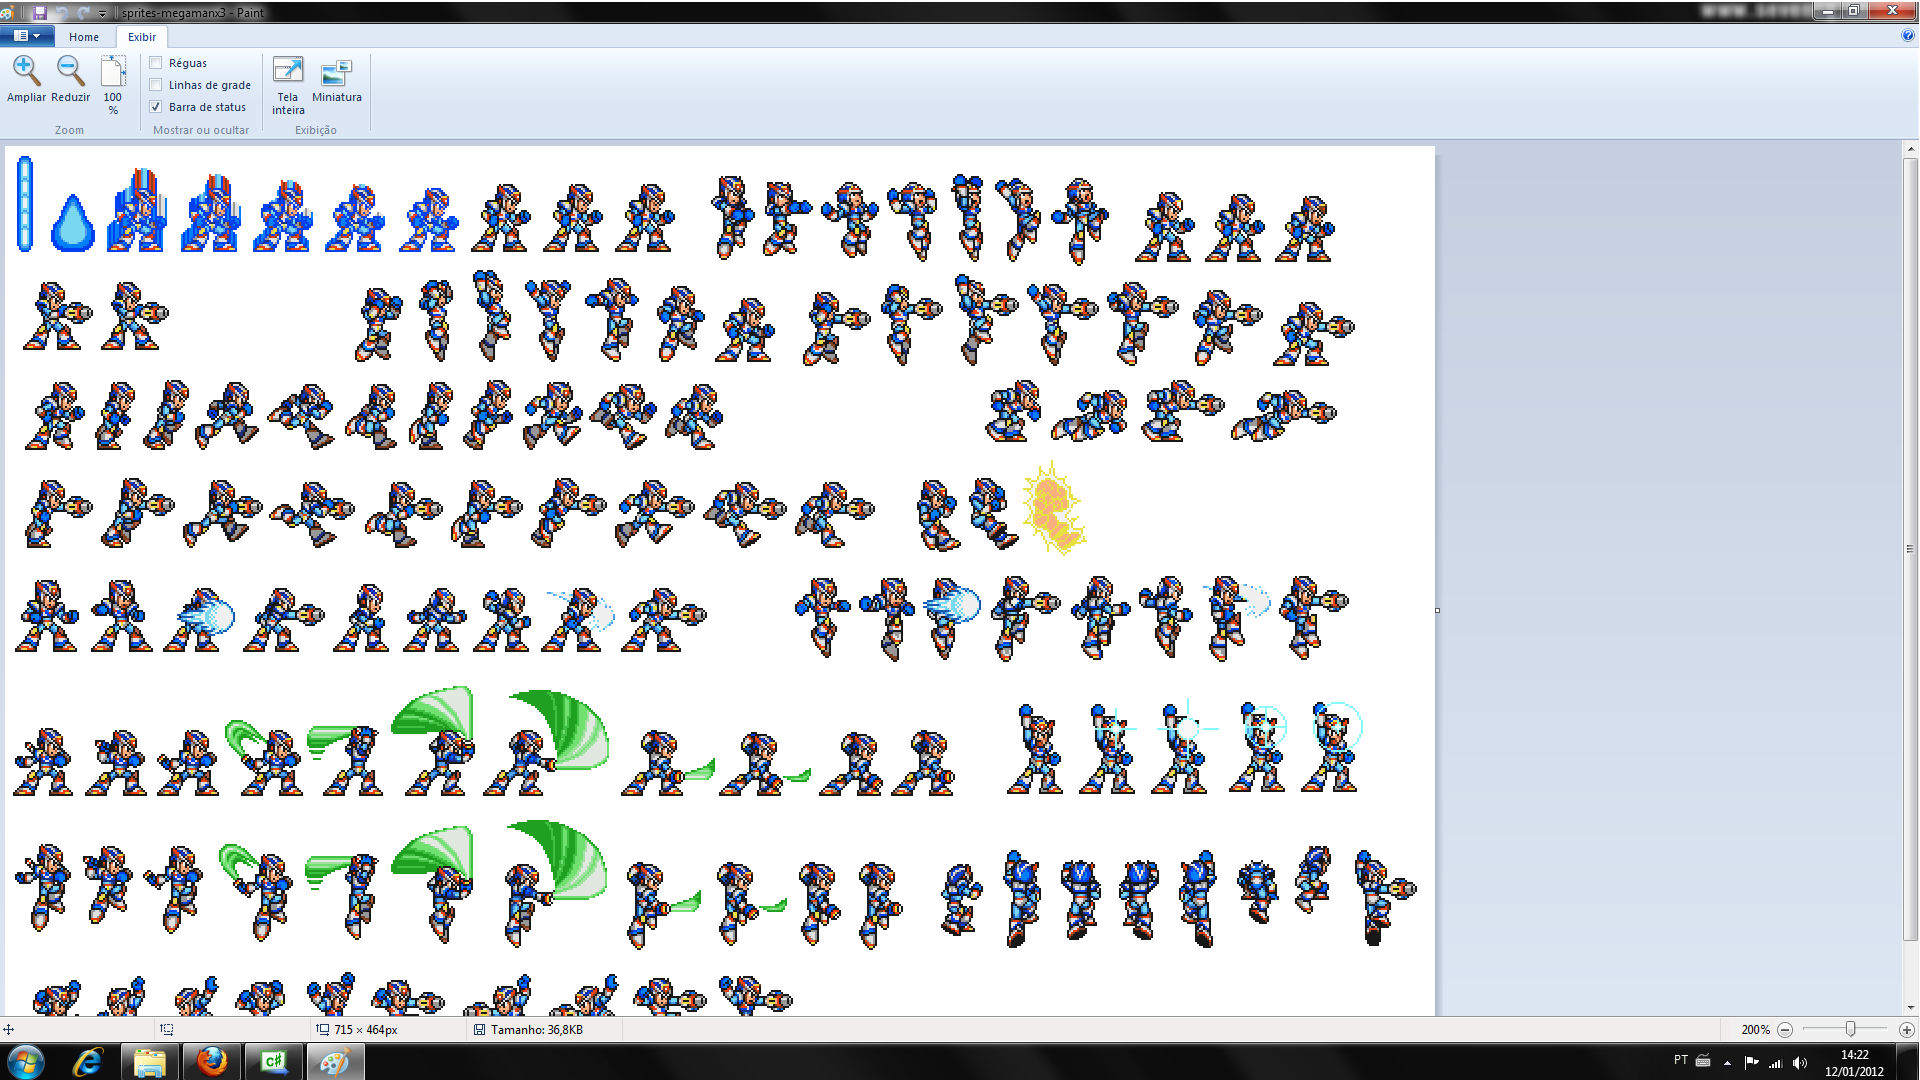 sprites-megamanx3 - Paint
Home
Exibir
Ampliar
Reduzir
100
%
Réguas
Linhas de grade
Barra de status
Tela
inteira
Miniatura
Zoom
Mostrar ou ocultar
Exibição
715 × 464px
Tamanho: 36,8KB
200%
C#
PT
14:22
12/01/2012